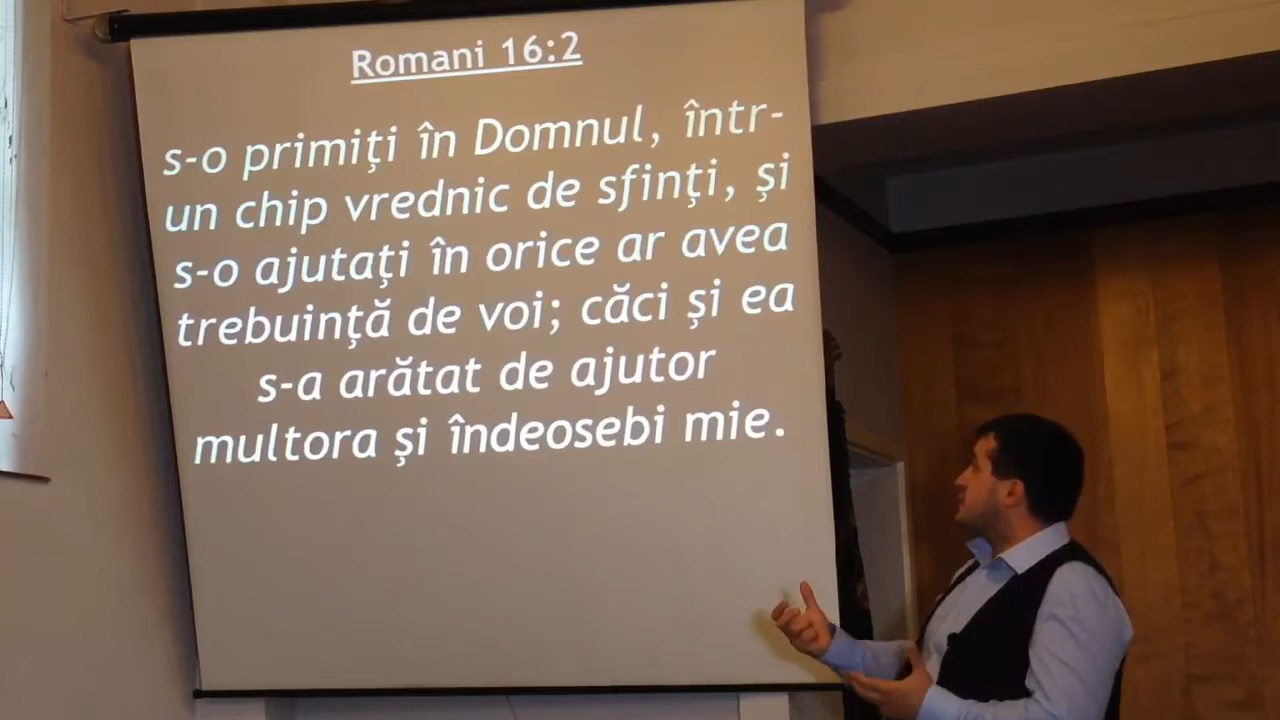 Romani 16:2
s-o primiți în Domnul, într-
un chip vrednic de sfinți, și
s-o ajutați în orice ar avea
trebuință de voi; căci și ea
s-a arătat de ajutor
multora și îndeosebi mie.